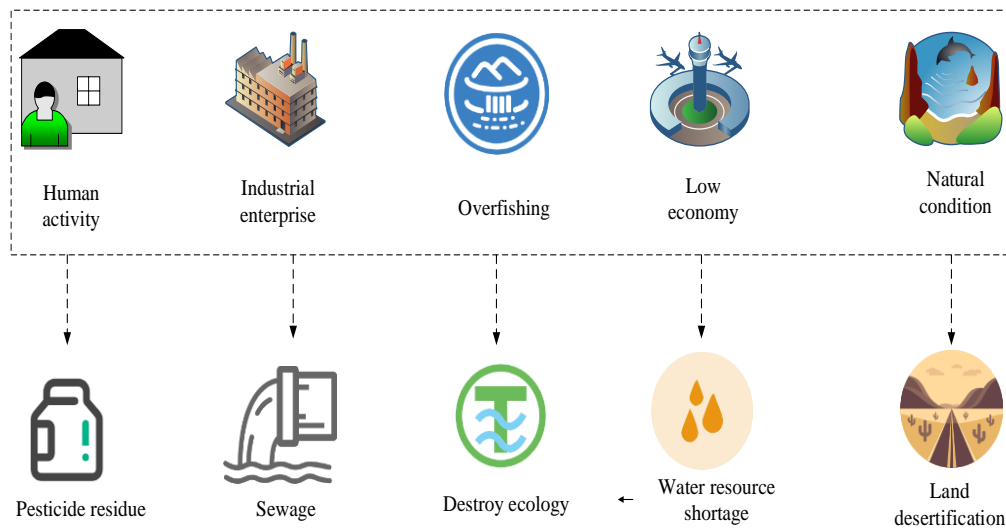 Human
activity
Industrial
enterprise
Overfishing
Low
economy
Natural
condition
Pesticide residue
Sewage
Destroy ecology
Water resource
shortage
Land
desertification